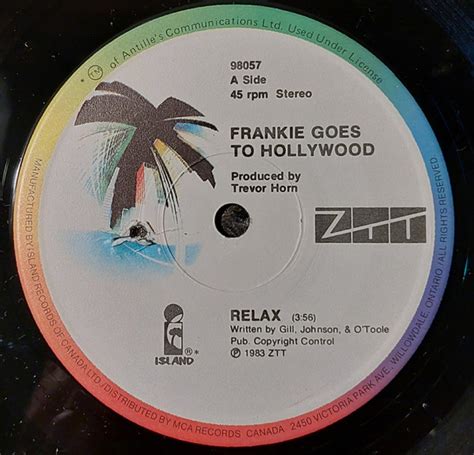 * TM of Antille's Communications Ltd. Used Under License
98057
A Side
45 rpm Stereo
FRANKIE GOES
TO HOLLYWOOD
Produced by
Trevor Horn
ZTT
i
ISLAND ®*
RELAX (3:56)
Written by Gill, Johnson, & O'Toole
Pub. Copyright Control
℗ 1983 ZTT
MANUFACTURED BY ISLAND RECORDS OF CANADA LTD./DISTRIBUTED BY MCA RECORDS CANADA 2450 VICTORIA PARK AVE., WILLOWDALE, ONTARIO / ALL RIGHTS RESERVED.